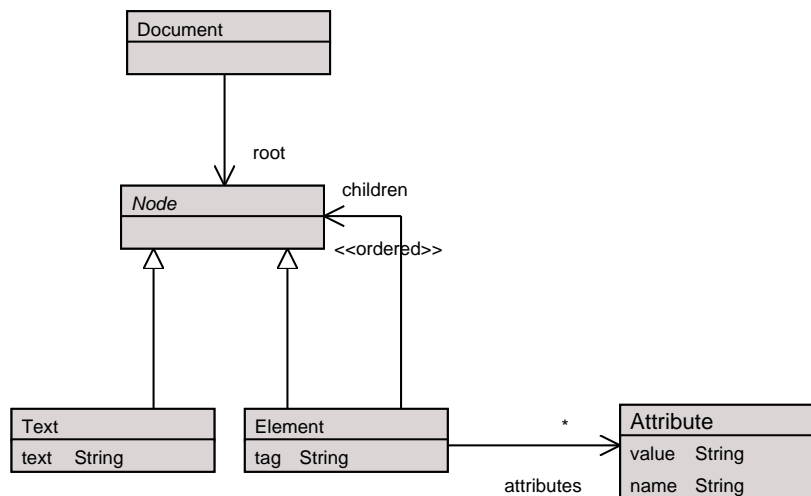 Document
root
Node
children
<<ordered>>
Text
text String
Element
tag String
*
attributes
Attribute
value String
name String